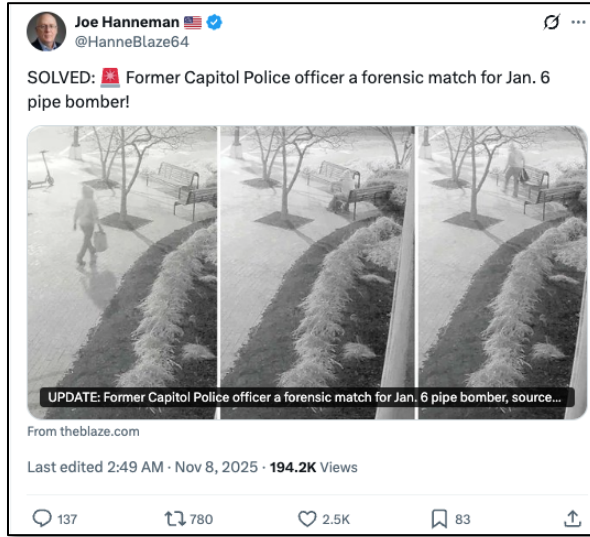 Joe Hanneman 🇺🇸
@HanneBlaze64
SOLVED: 🚨 Former Capitol Police officer a forensic match for Jan. 6
pipe bomber!
UPDATE: Former Capitol Police officer a forensic match for Jan. 6 pipe bomber, source...
From theblaze.com
Last edited 2:49 AM · Nov 8, 2025 · 194.2K Views
137 780 2.5K 83